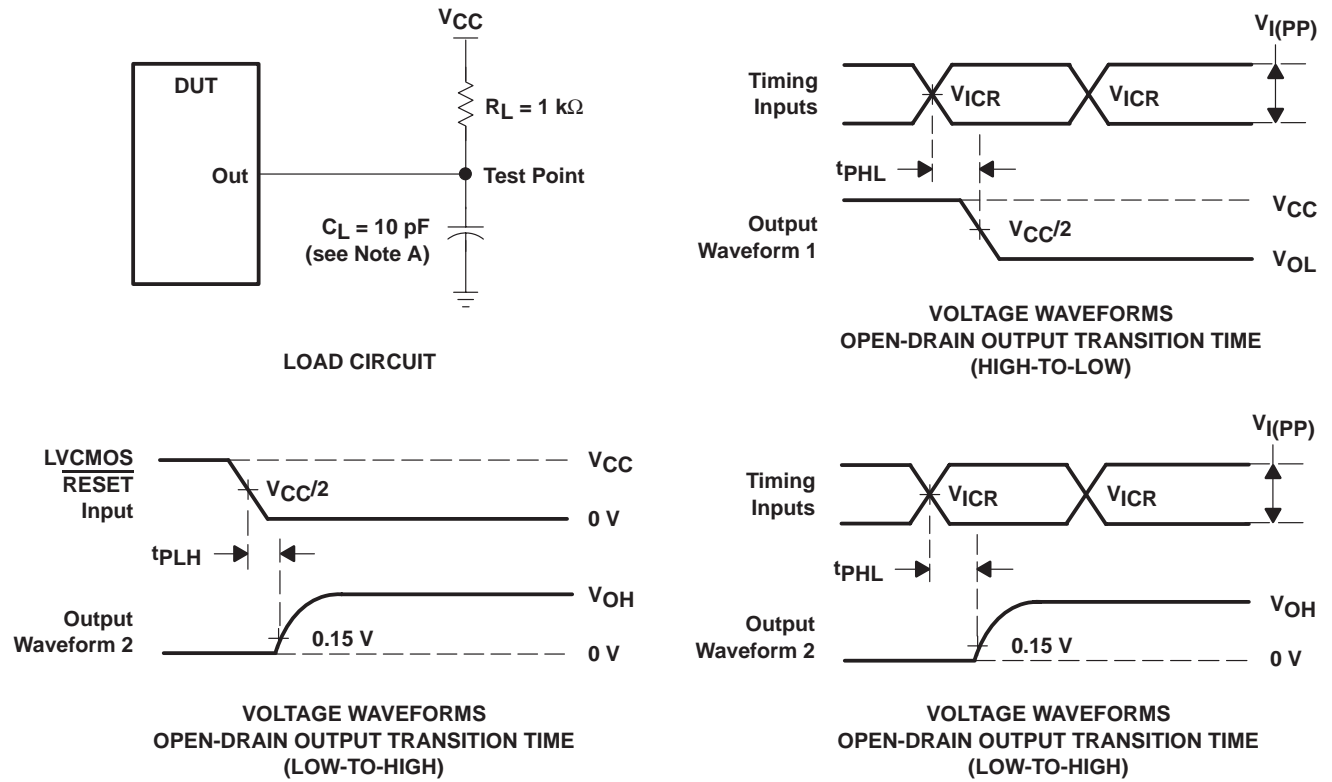 VCC
DUT
RL = 1 kΩ
Out
Test Point
CL = 10 pF
(see Note A)
LOAD CIRCUIT
VI(PP)
Timing
Inputs
VICR
VICR
tPHL
VCC
Output
Waveform 1
VCC/2
VOL
VOLTAGE WAVEFORMS
OPEN-DRAIN OUTPUT TRANSITION TIME
(HIGH-TO-LOW)
LVCMOS
RESET
Input
VCC
VCC/2
0 V
tPLH
VOH
Output
Waveform 2
0.15 V
0 V
VOLTAGE WAVEFORMS
OPEN-DRAIN OUTPUT TRANSITION TIME
(LOW-TO-HIGH)
VI(PP)
Timing
Inputs
VICR
VICR
tPHL
VOH
Output
Waveform 2
0.15 V
0 V
VOLTAGE WAVEFORMS
OPEN-DRAIN OUTPUT TRANSITION TIME
(LOW-TO-HIGH)